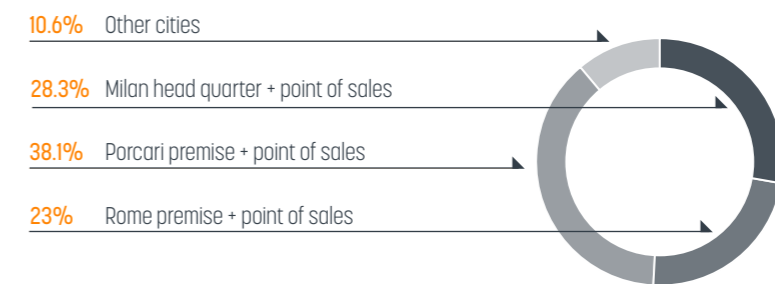 10.6% Other cities
28.3% Milan head quarter + point of sales
38.1% Porcari premise + point of sales
23% Rome premise + point of sales